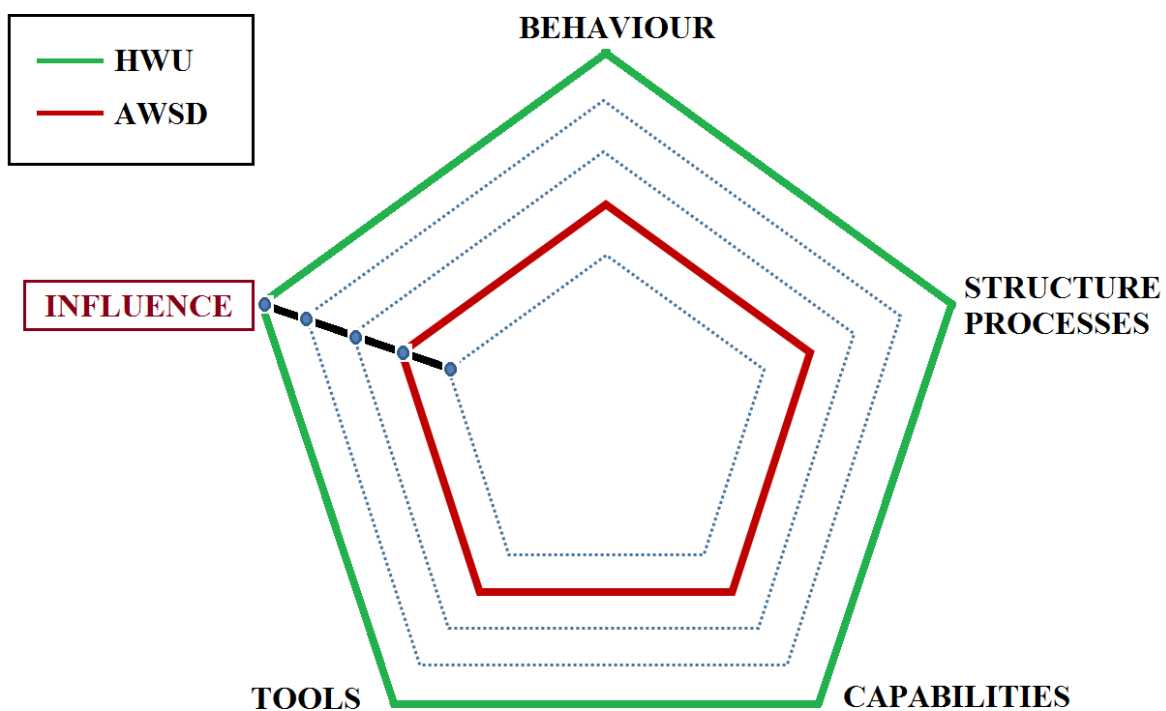 BEHAVIOUR
HWU
AWSD
INFLUENCE
STRUCTURE
PROCESSES
TOOLS
CAPABILITIES